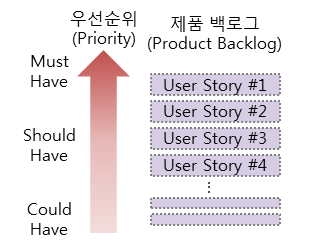 우선순위
(Priority)
제품 백로그
(Product Backlog)
Must
Have
Should
Have
Could
Have
User Story #1
User Story #2
User Story #3
User Story #4
⋮